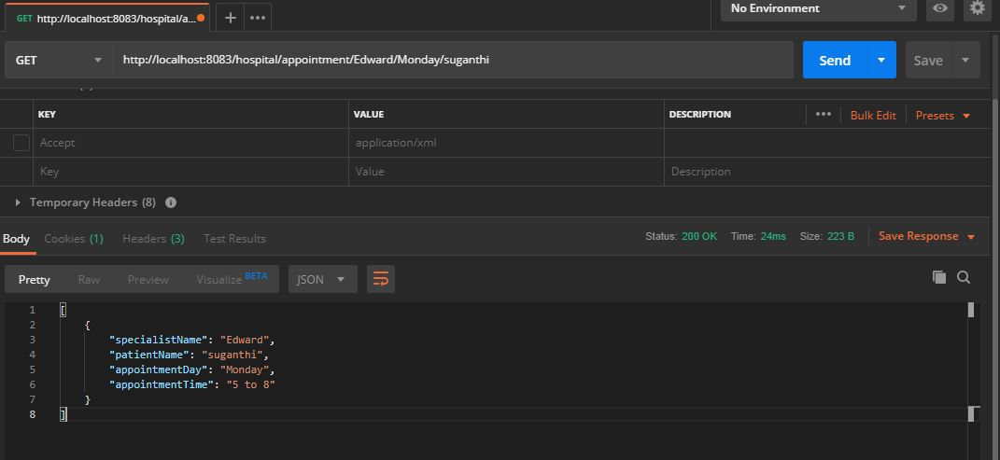 GET http://localhost:8083/hospital/a... + ••• No Environment
GET http://localhost:8083/hospital/appointment/Edward/Monday/suganthi Send Save
KEY VALUE DESCRIPTION ••• Bulk Edit Presets
Accept application/xml
Key Value Description
Temporary Headers (8) i
Body Cookies (1) Headers (3) Test Results Status: 200 OK Time: 24ms Size: 223 B Save Response
Pretty Raw Preview Visualize BETA JSON
1 [
2 {
3 "specialistName": "Edward",
4 "patientName": "suganthi",
5 "appointmentDay": "Monday",
6 "appointmentTime": "5 to 8"
7 }
8 ]